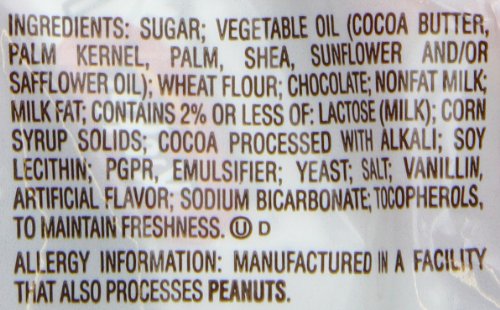 INGREDIENTS: SUGAR; VEGETABLE OIL (COCOA BUTTER,
PALM KERNEL, PALM, SHEA, SUNFLOWER AND/OR
SAFFLOWER OIL); WHEAT FLOUR; CHOCOLATE; NONFAT MILK;
MILK FAT; CONTAINS 2% OR LESS OF: LACTOSE (MILK); CORN
SYRUP SOLIDS; COCOA PROCESSED WITH ALKALI; SOY
LECITHIN; PGPR, EMULSIFIER; YEAST; SALT; VANILLIN,
ARTIFICIAL FLAVOR; SODIUM BICARBONATE; TOCOPHEROLS,
TO MAINTAIN FRESHNESS. Ⓤ D
ALLERGY INFORMATION: MANUFACTURED IN A FACILITY
THAT ALSO PROCESSES PEANUTS.